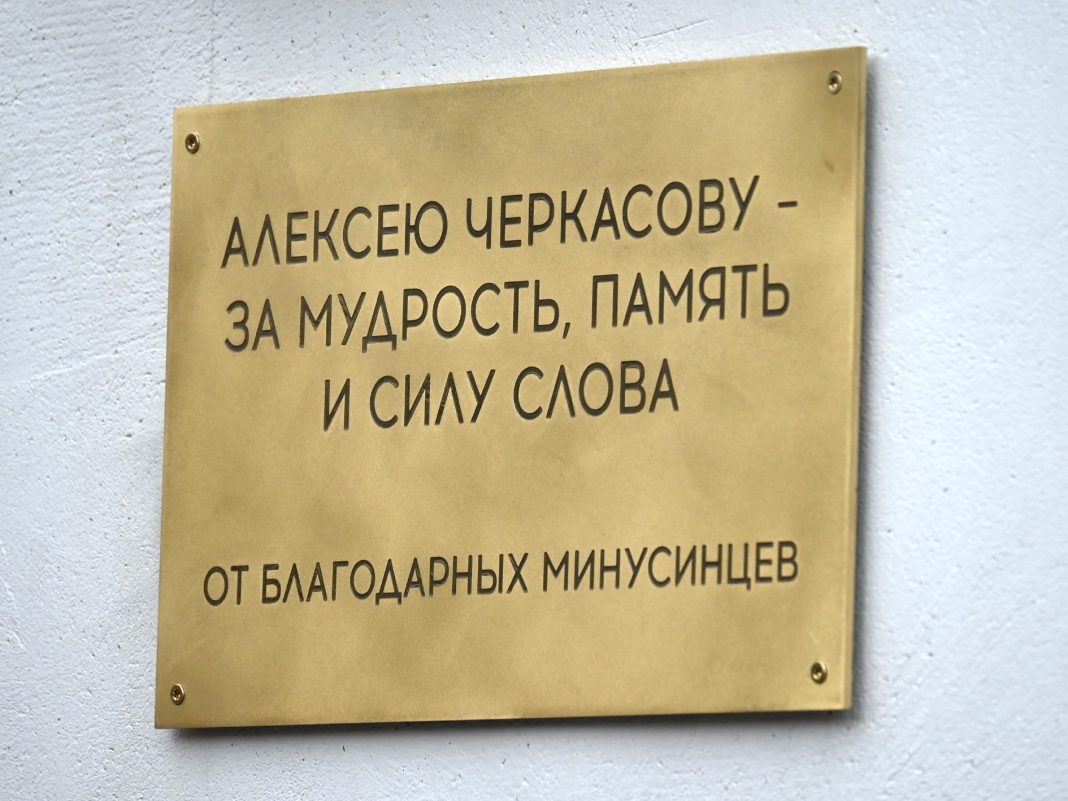 АЛЕКСЕЮ ЧЕРКАСОВУ –
ЗА МУДРОСТЬ, ПАМЯТЬ
И СИЛУ СЛОВА
ОТ БЛАГОДАРНЫХ МИНУСИНЦЕВ